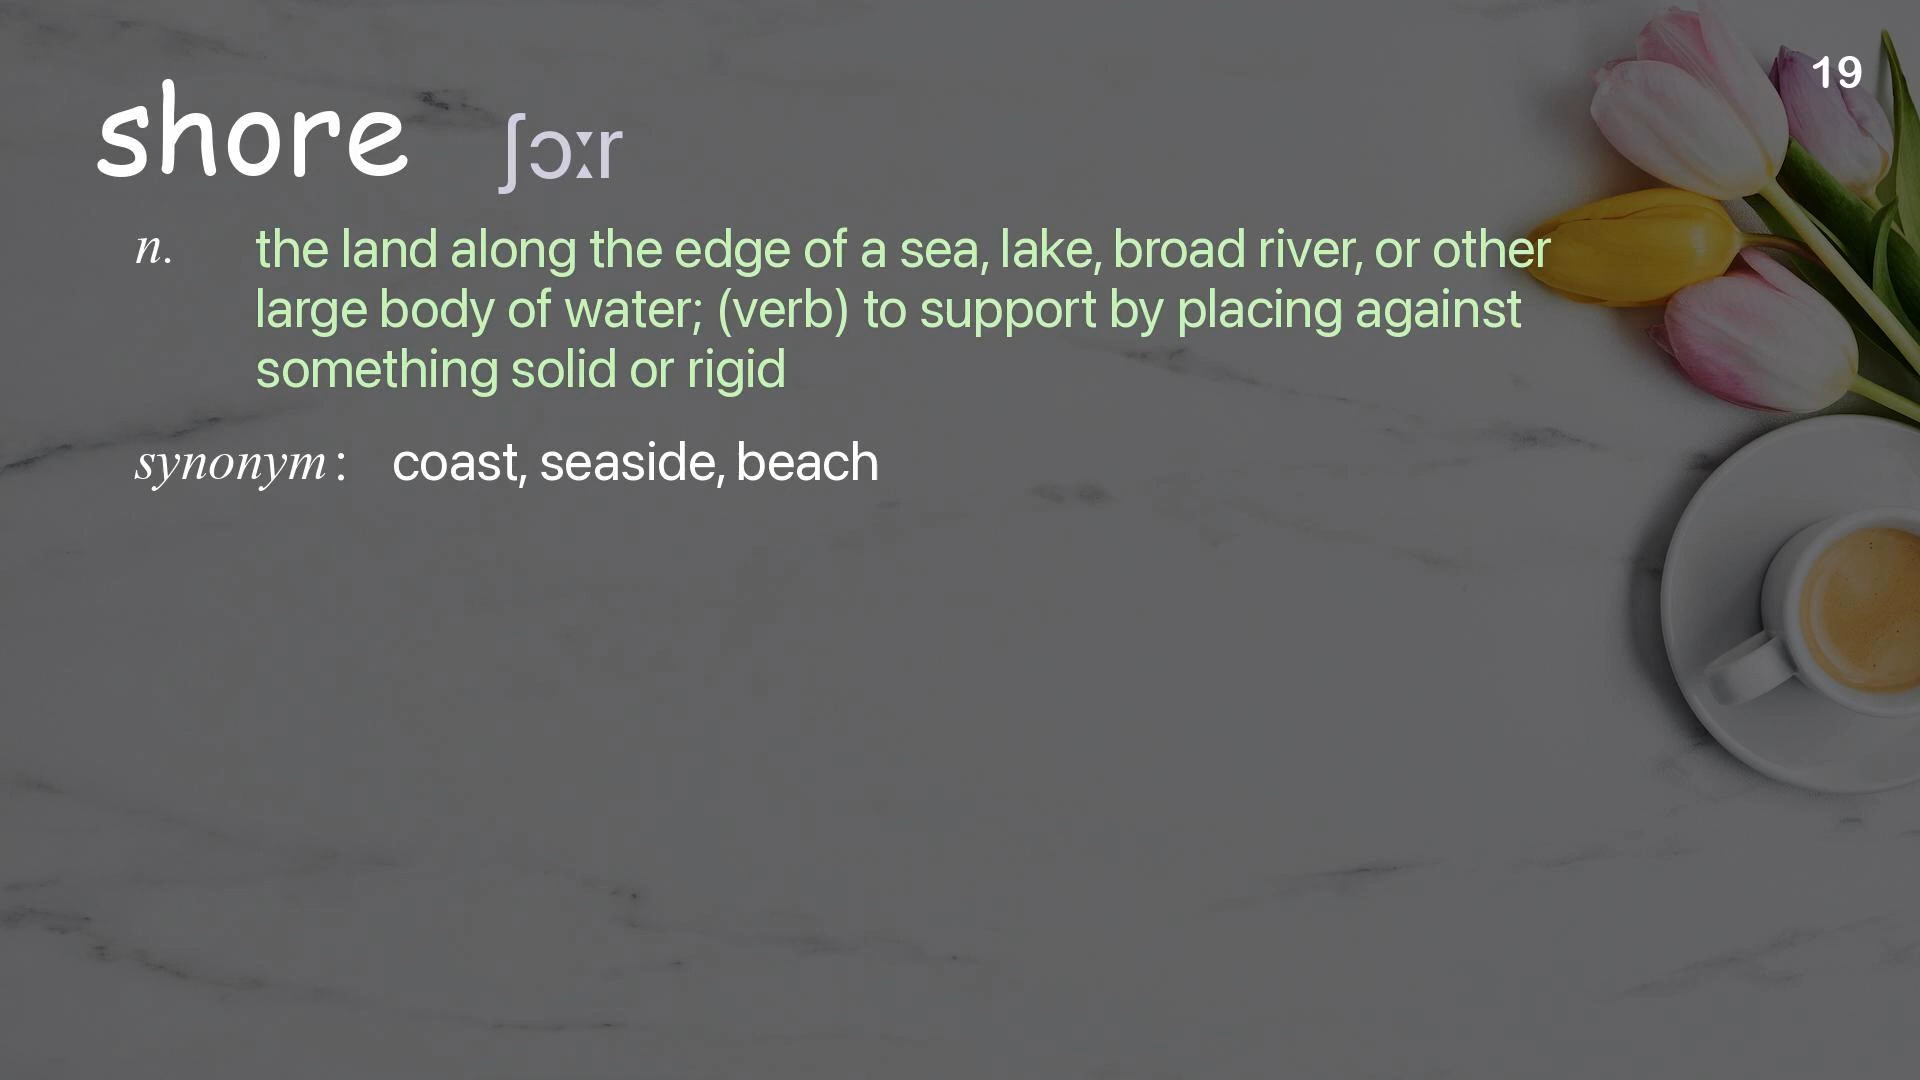 19
shore ʃɔːr
n. the land along the edge of a sea, lake, broad river, or other
large body of water; (verb) to support by placing against
something solid or rigid
synonym: coast, seaside, beach